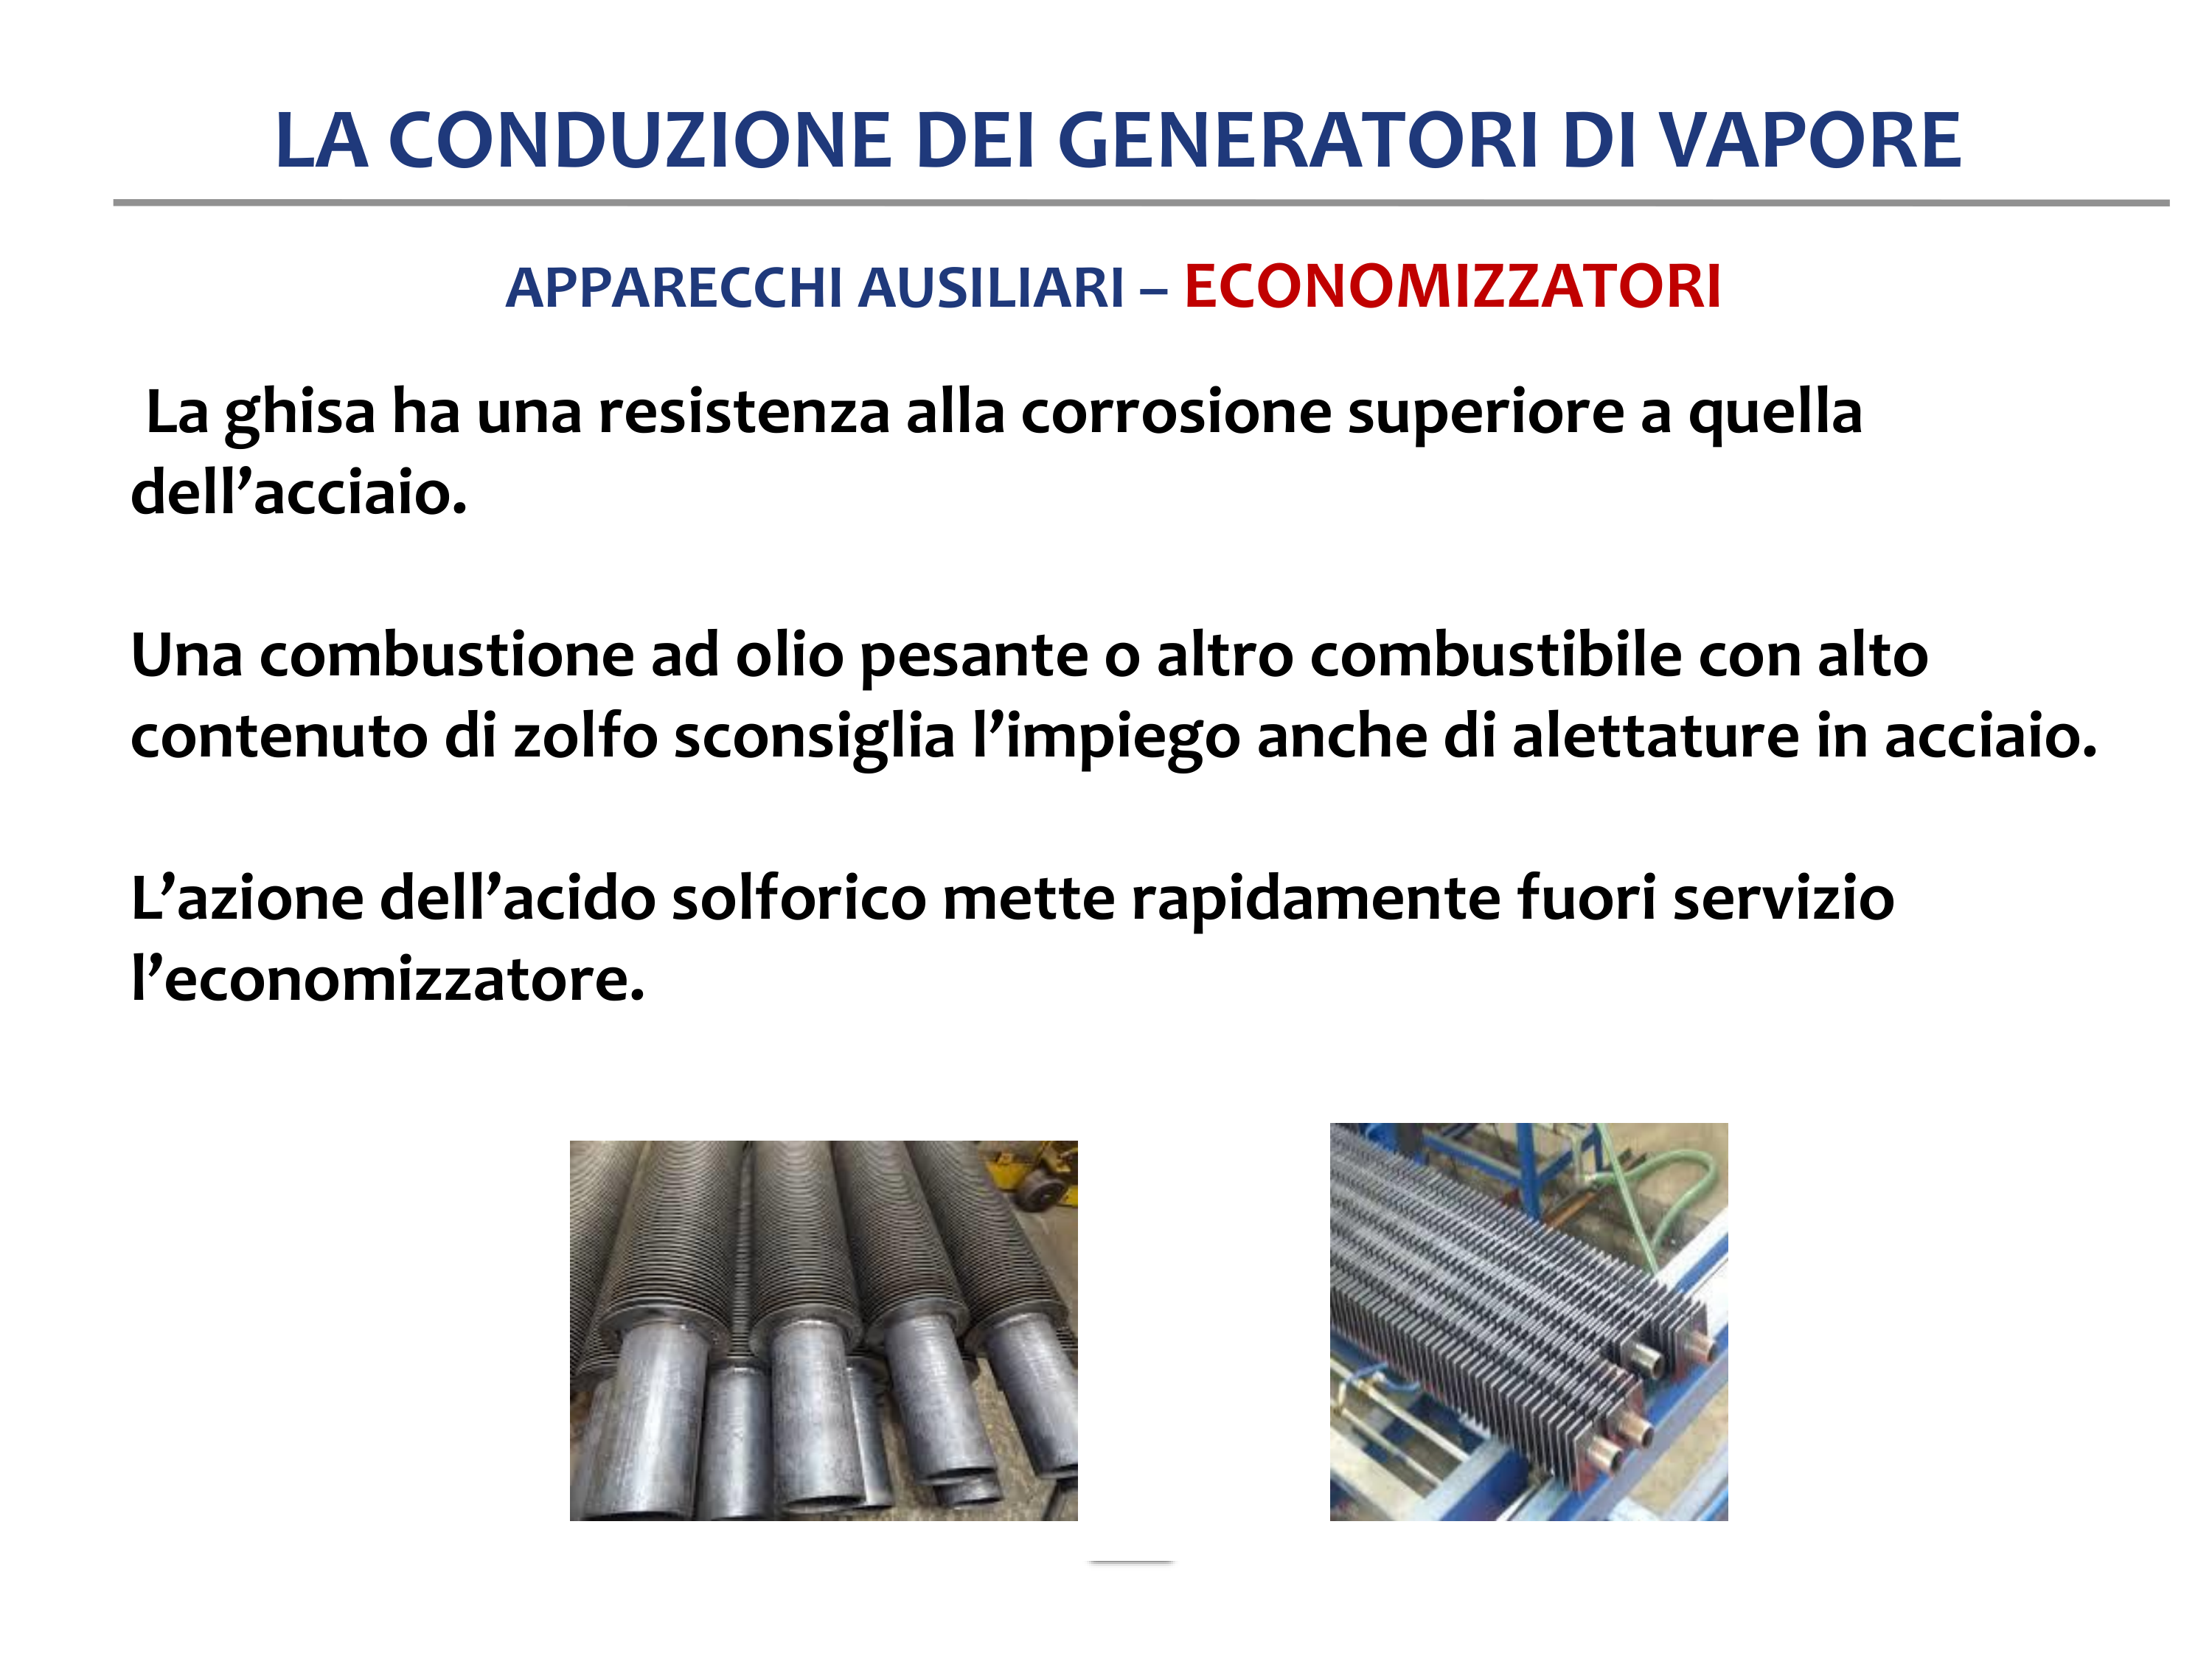 LA CONDUZIONE DEI GENERATORI DI VAPORE
APPARECCHI AUSILIARI – ECONOMIZZATORI
La ghisa ha una resistenza alla corrosione superiore a quella
dell’acciaio.
Una combustione ad olio pesante o altro combustibile con alto
contenuto di zolfo sconsiglia l’impiego anche di alettature in acciaio.
L’azione dell’acido solforico mette rapidamente fuori servizio
l’economizzatore.